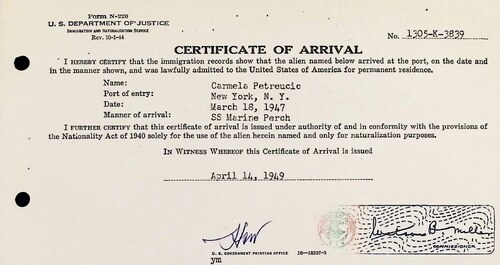 Form N-220
U. S. DEPARTMENT OF JUSTICE
IMMIGRATION AND NATURALIZATION SERVICE
Rev. 10-5-44
No. 1305-K-3839
CERTIFICATE OF ARRIVAL
I HEREBY CERTIFY that the immigration records show that the alien named below arrived at the port, on the date and
in the manner shown, and was lawfully admitted to the United States of America for permanent residence.
Name: Carmela Petreucic
Port of entry: New York, N. Y.
Date: March 18, 1947
Manner of arrival: SS Marine Perch
I FURTHER CERTIFY that this certificate of arrival is issued under authority of and in conformity with the provisions of
the Nationality Act of 1940 solely for the use of the alien herein named and only for naturalization purposes.
IN WITNESS WHEREOF this Certificate of Arrival is issued
April 14, 1949
Watson B. Miller
COMMISSIONER.
U. S. GOVERNMENT PRINTING OFFICE
ym